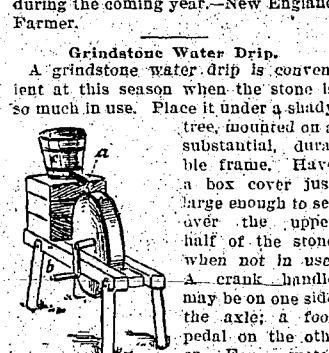 during the coming year.—New England
Farmer.
Grindstone Water Drip.
A grindstone water drip is conven
ient at this season when the stone is
so much in use. Place it under a shady
tree, mounted on a
substantial, dura
ble frame. Have
a box cover just
large enough to se
over the uppe
half of the stone
when not in use
A crank handle
may be on one side
the axle; a foo
pedal on the oth
a
b